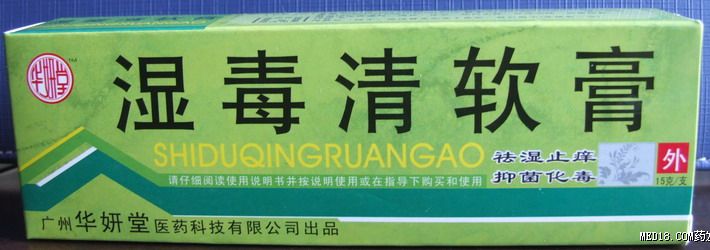 华妍堂
TM
湿毒清软膏
SHIDUQINGRUANGAO
祛湿止痒
抑菌化毒
外
15克/支
请仔细阅读使用说明书并按说明使用或在指导下购买和使用
广州华妍堂医药科技有限公司出品
MED18.COM药